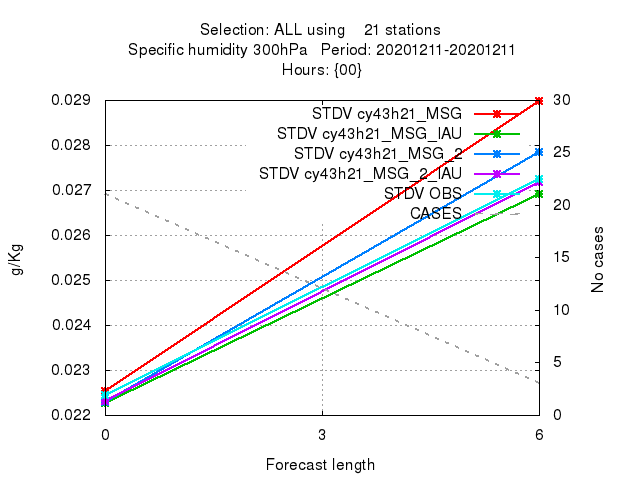 Selection: ALL using    21 stations
Specific humidity 300hPa   Period: 20201211-20201211
Hours: {00}
0.029
0.028
0.027
0.026
0.025
0.024
0.023
0.022
g/Kg
STDV cy43h21_MSG
STDV cy43h21_MSG_IAU
STDV cy43h21_MSG_2
STDV cy43h21_MSG_2_IAU
STDV OBS
CASES
30
25
20
15
10
5
0
No cases
0 3 6
Forecast length